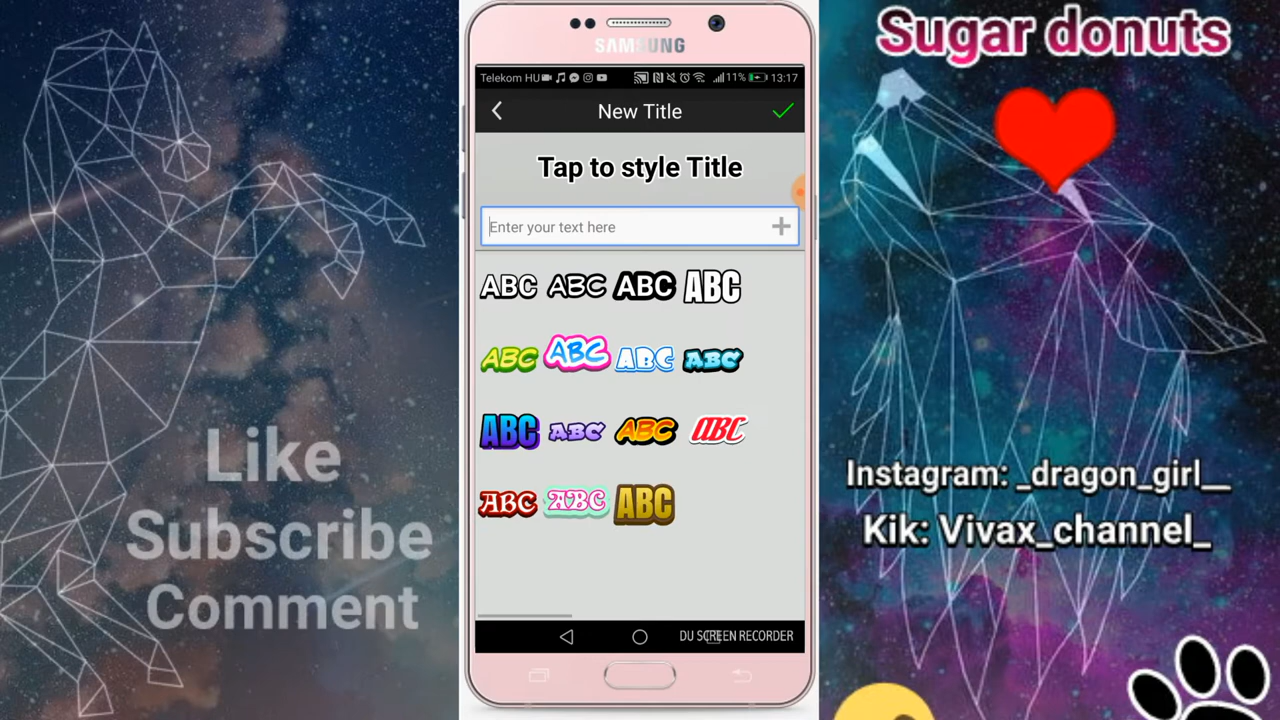 Sugar donuts
SAMSUNG
Telekom HU 11% 13:17
New Title
Tap to style Title
Enter your text here
ABC ABC ABC ABC
ABC ABC ABC ABC
ABC ABC ABC ABC
ABC ABC ABC
DU SCREEN RECORDER
Like
Subscribe
Comment
Instagram: _dragon_girl__
Kik: Vivax_channel_